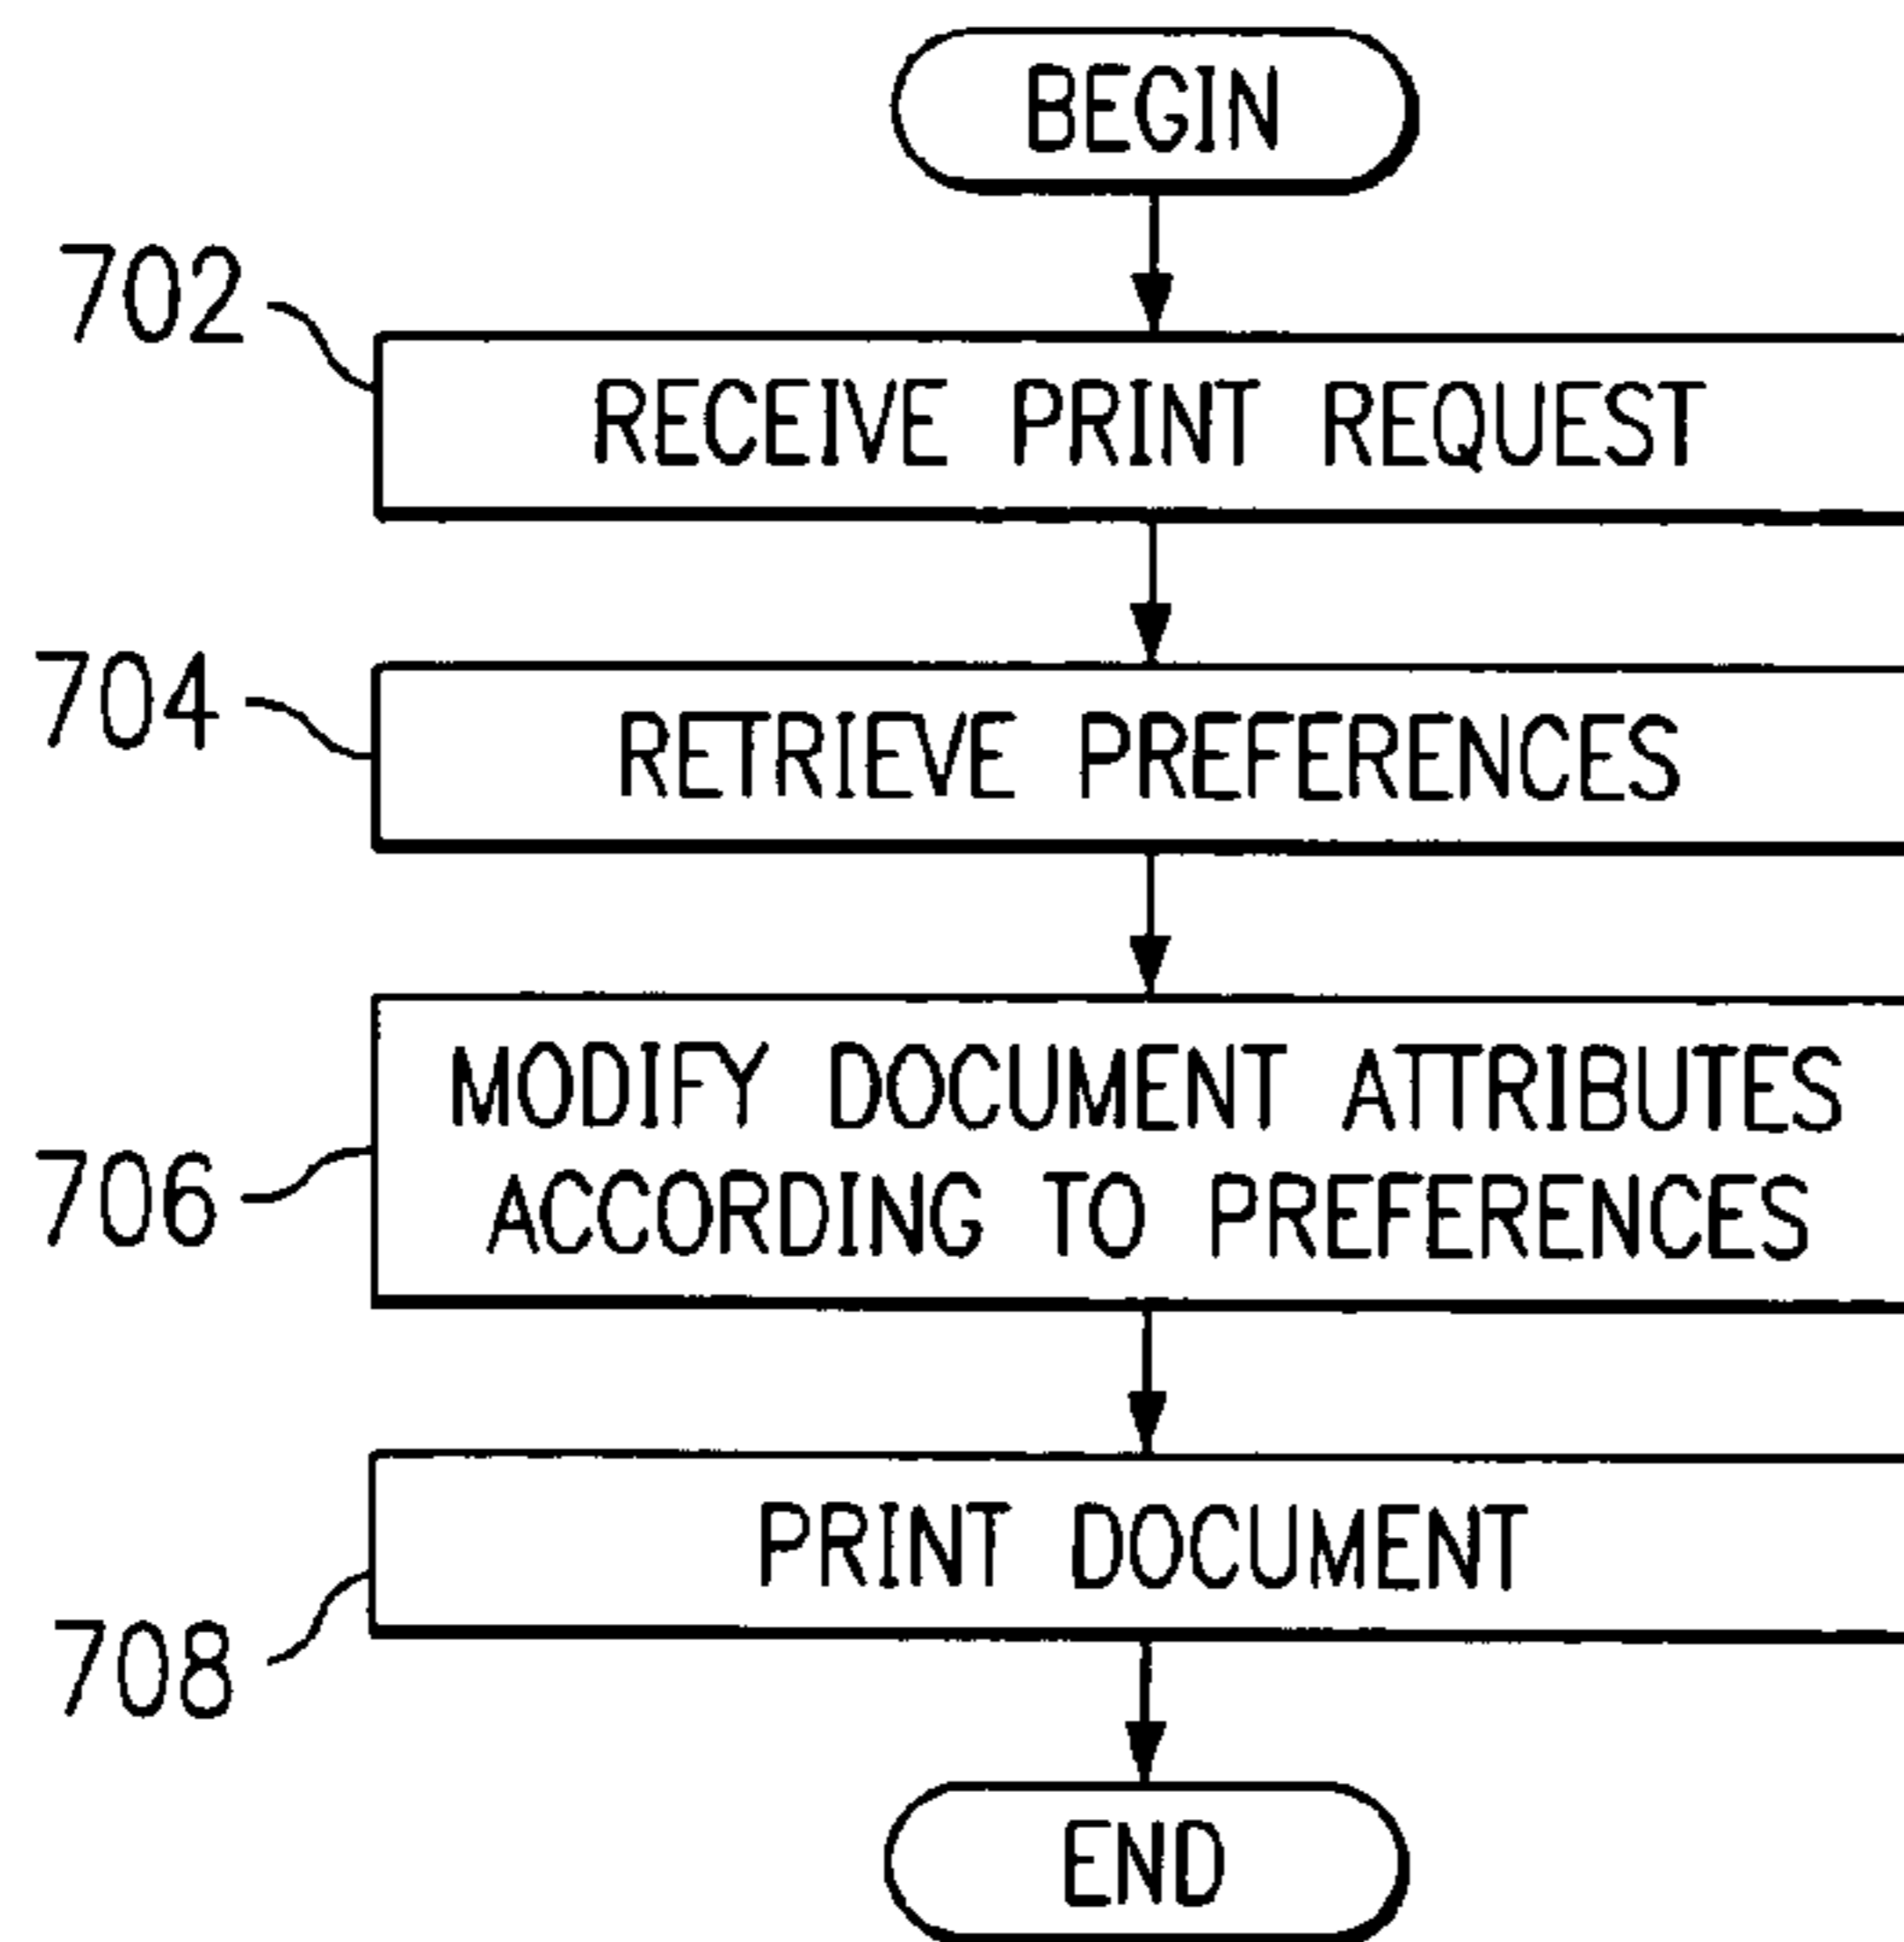 BEGIN
702
RECEIVE PRINT REQUEST
704
RETRIEVE PREFERENCES
706
MODIFY DOCUMENT ATTRIBUTES
ACCORDING TO PREFERENCES
708
PRINT DOCUMENT
END